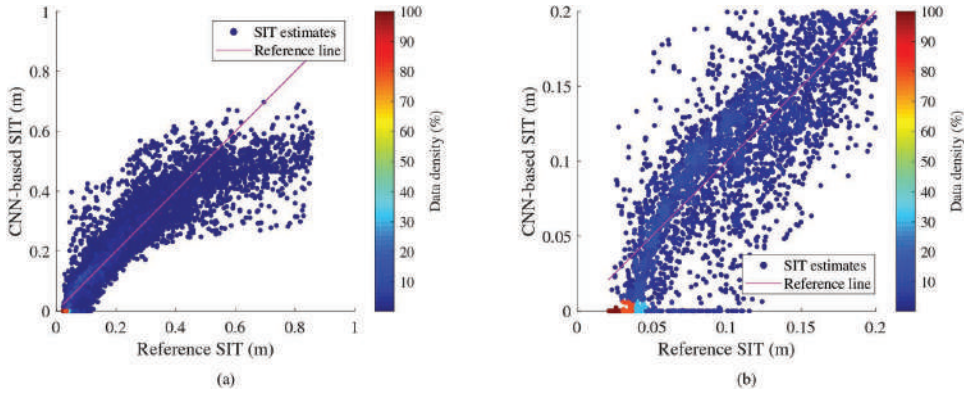 1
0.8
0.6
0.4
0.2
0
CNN-based SIT (m)
SIT estimates
Reference line
0 0.2 0.4 0.6 0.8 1
Reference SIT (m)
(a)
100
90
80
70
60
50
40
30
20
10
Data density (%)
0.2
0.15
0.1
0.05
0
CNN-based SIT (m)
SIT estimates
Reference line
0 0.05 0.1 0.15 0.2
Reference SIT (m)
(b)
100
90
80
70
60
50
40
30
20
10
Data density (%)